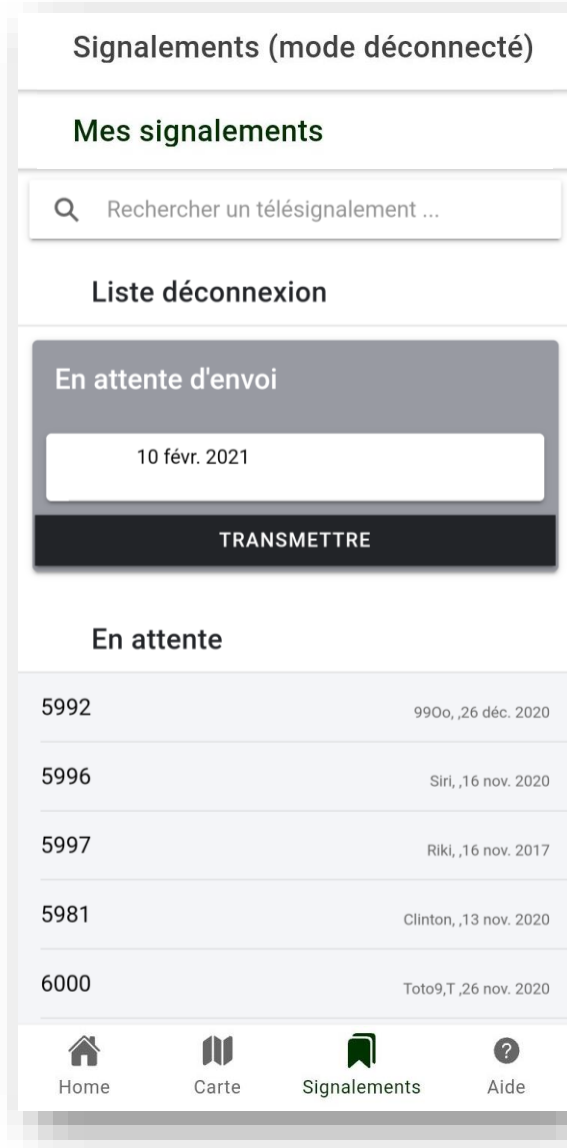 Signalements (mode déconnecté)
Mes signalements
Rechercher un télésignalement ...
Liste déconnexion
En attente d'envoi
10 févr. 2021
TRANSMETTRE
En attente
5992 99Oo, ,26 déc. 2020
5996 Siri, ,16 nov. 2020
5997 Riki, ,16 nov. 2017
5981 Clinton, ,13 nov. 2020
6000 Toto9,T ,26 nov. 2020
Home Carte Signalements Aide